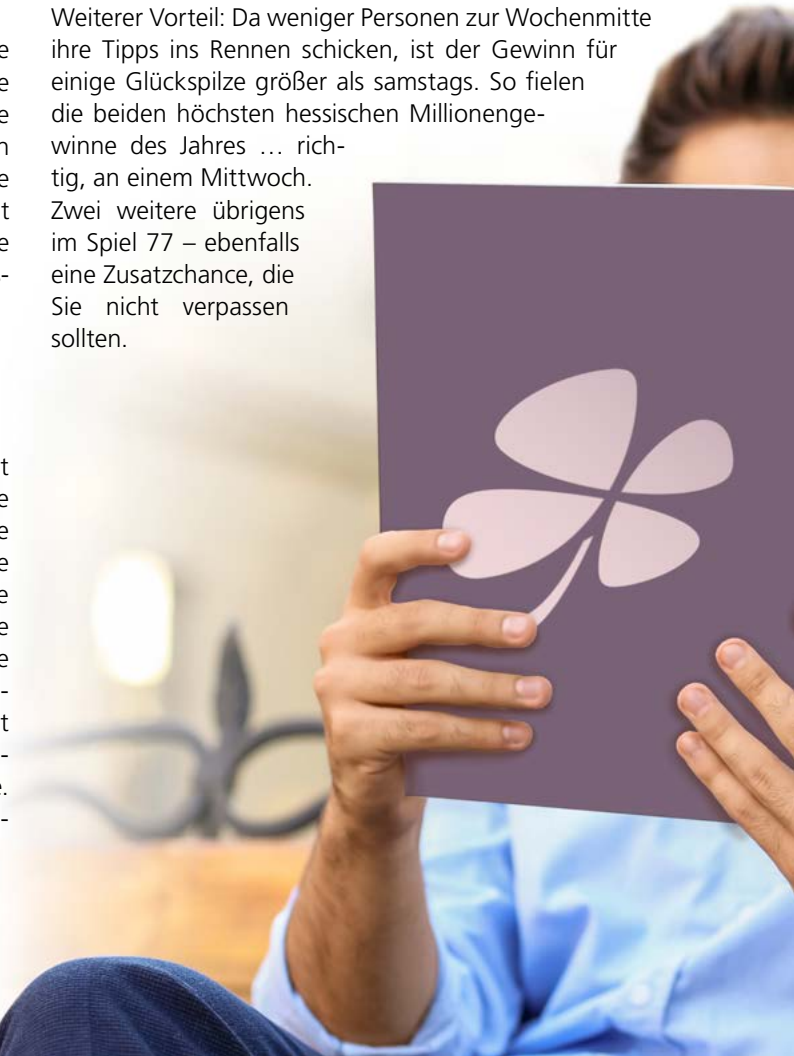 Weiterer Vorteil: Da weniger Personen zur Wochenmitte
ihre Tipps ins Rennen schicken, ist der Gewinn für
einige Glückspilze größer als samstags. So fielen
die beiden höchsten hessischen Millionenge-
winne des Jahres … rich-
tig, an einem Mittwoch.
Zwei weitere übrigens
im Spiel 77 – ebenfalls
eine Zusatzchance, die
Sie nicht verpassen
sollten.